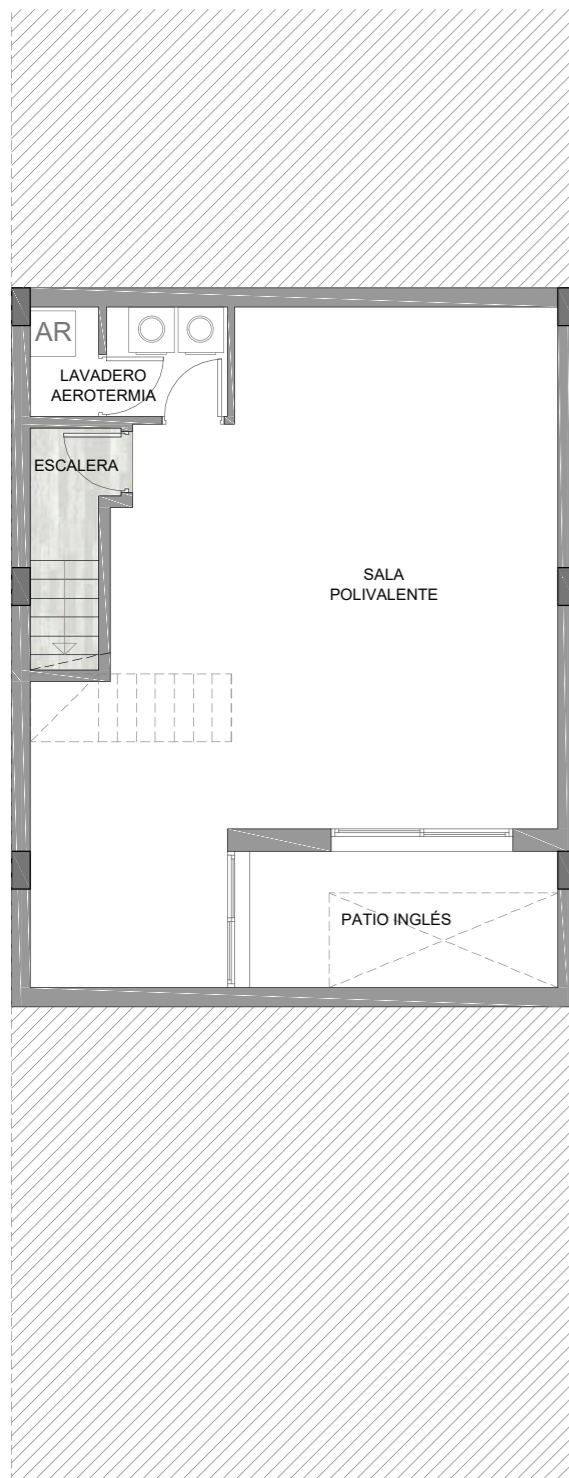 AR
LAVADERO
AEROTERMIA
ESCALERA
SALA
POLIVALENTE
PATIO INGLÉS